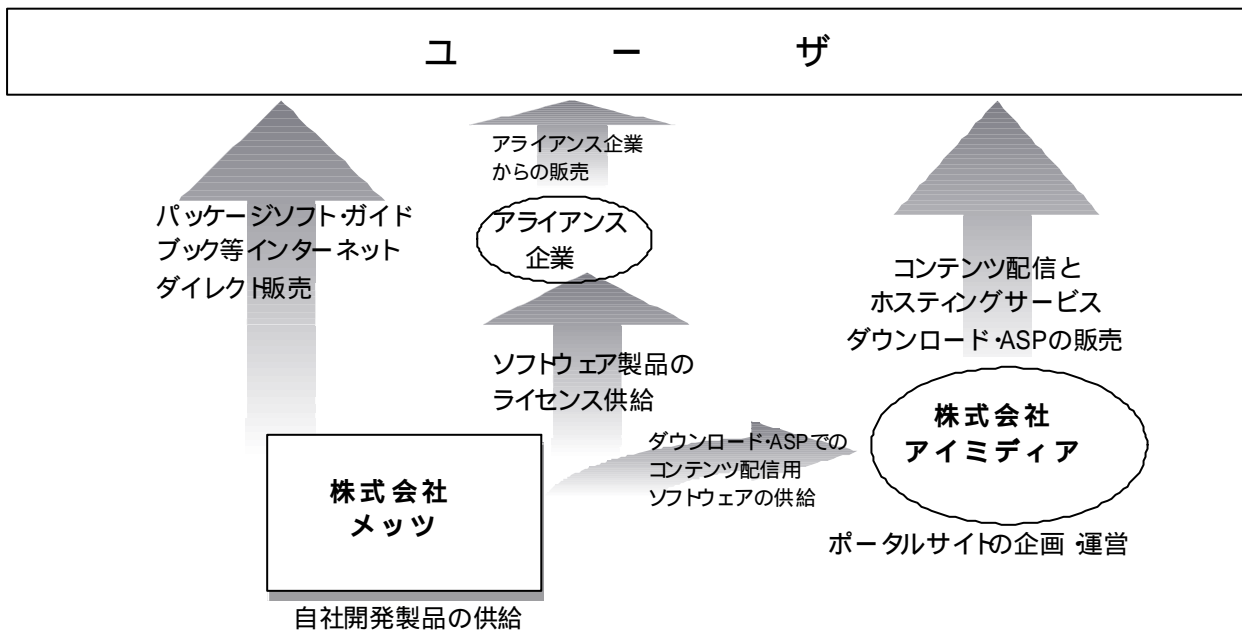 ユーザ
アライアンス企業
からの販売
パッケージソフト・ガイド
ブック等インターネット
ダイレクト販売
アライアンス
企業
コンテンツ配信と
ホスティングサービス
ダウンロード・ASPの販売
ソフトウェア製品の
ライセンス供給
株式会社
アイミディア
ダウンロード・ASPでの
コンテンツ配信用
ソフトウェアの供給
株式会社
メッツ
ポータルサイトの企画・運営
自社開発製品の供給